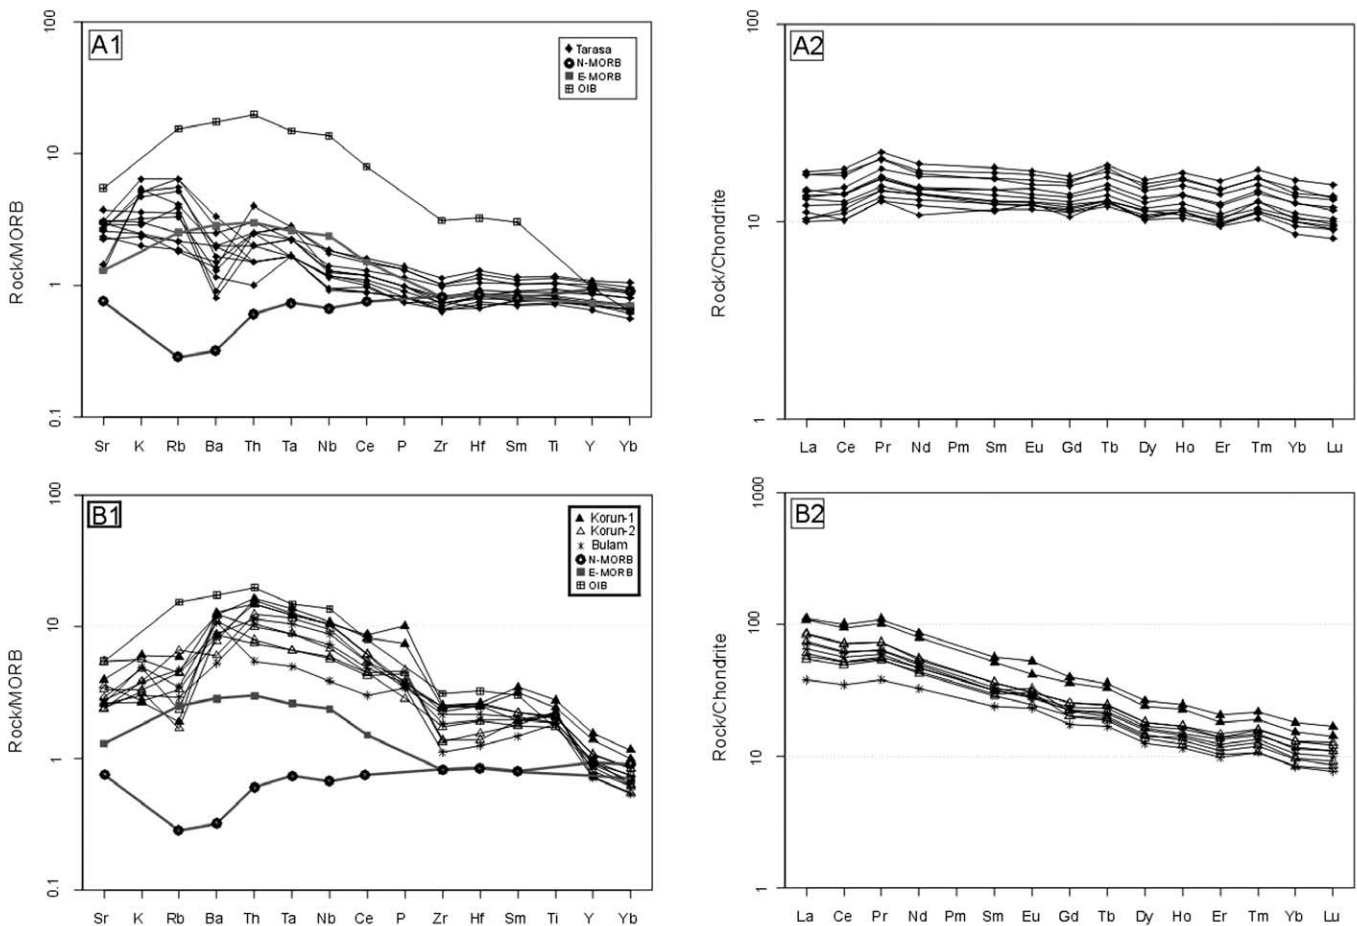 A1
Tarasa
N-MORB
E-MORB
OIB
Rock/MORB
100
10
1
0.1
Sr K Rb Ba Th Ta Nb Ce P Zr Hf Sm Ti Y Yb
A2
Rock/Chondrite
100
10
1
La Ce Pr Nd Pm Sm Eu Gd Tb Dy Ho Er Tm Yb Lu
B1
Korun-1
Korun-2
Bulam
N-MORB
E-MORB
OIB
Rock/MORB
100
10
1
0.1
Sr K Rb Ba Th Ta Nb Ce P Zr Hf Sm Ti Y Yb
B2
Rock/Chondrite
1000
100
10
1
La Ce Pr Nd Pm Sm Eu Gd Tb Dy Ho Er Tm Yb Lu